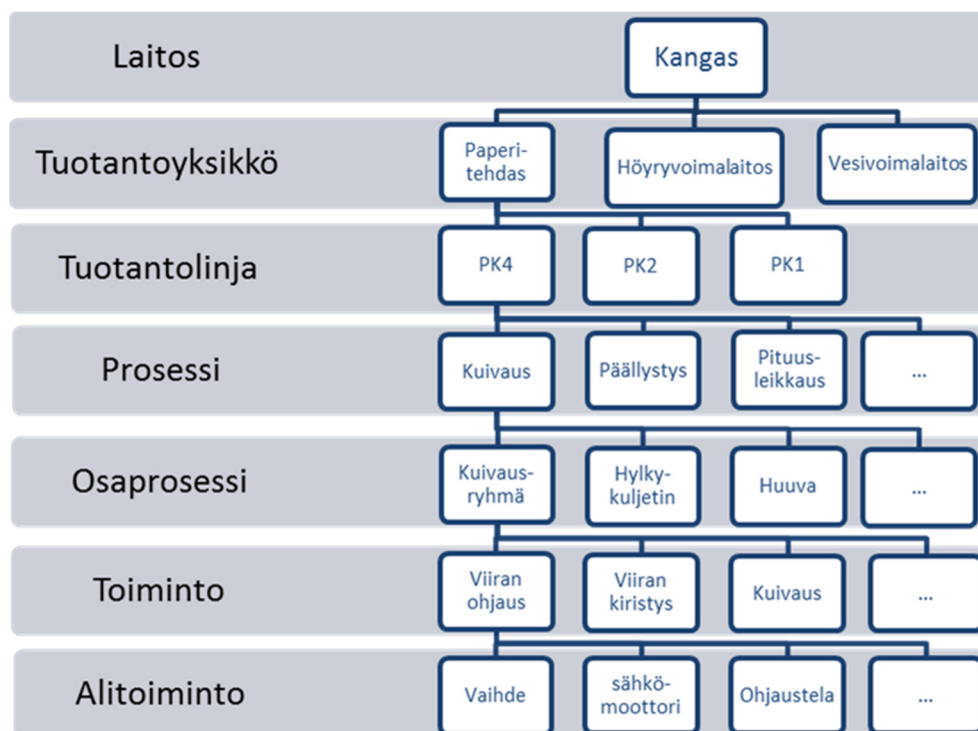 Laitos
Kangas
Tuotantoyksikkö
Paperi-
tehdas
Höyryvoimalaitos
Vesivoimalaitos
Tuotantolinja
PK4
PK2
PK1
Prosessi
Kuivaus
Päällystys
Pituus-
leikkaus
...
Osaprosessi
Kuivaus-
ryhmä
Hylky-
kuljetin
Huuva
...
Toiminto
Viiran
ohjaus
Viiran
kiristys
Kuivaus
...
Alitoiminto
Vaihde
sähkö-
moottori
Ohjaustela
...